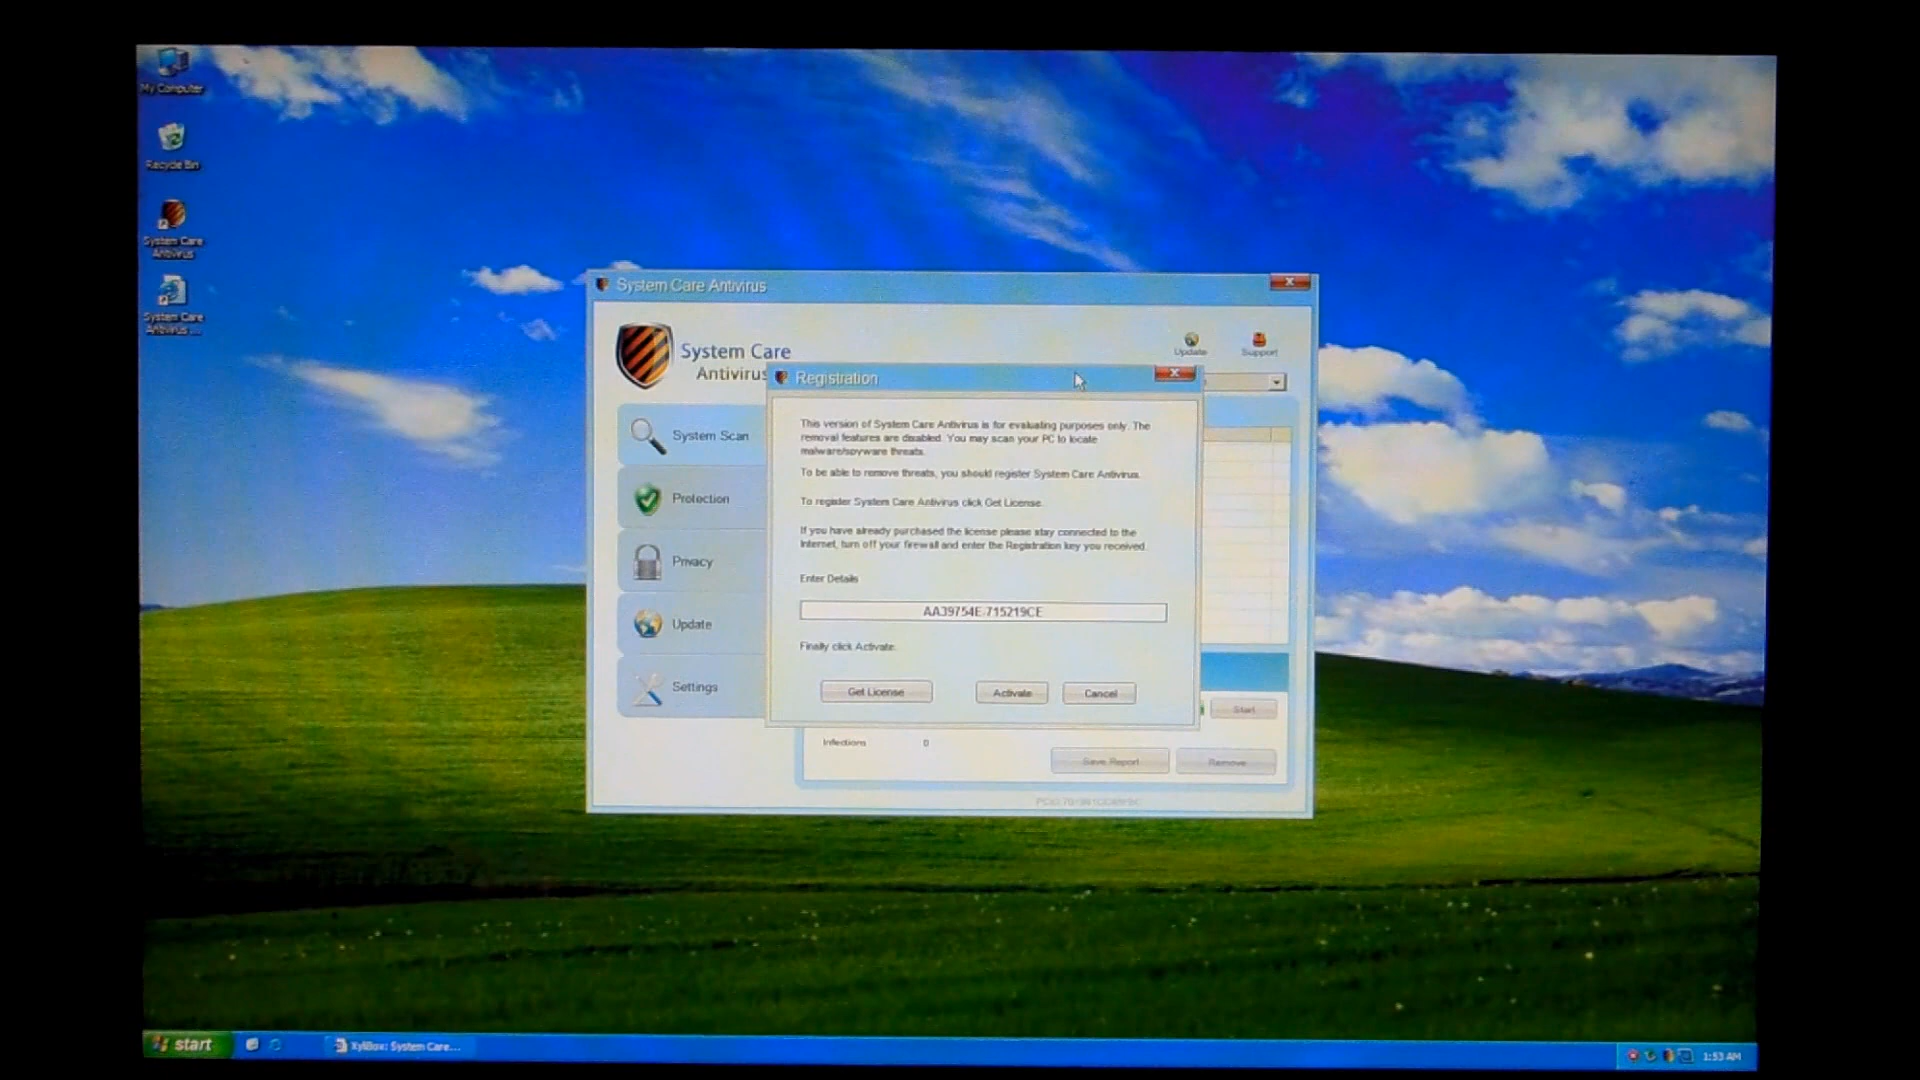 My Computer
Recycle Bin
System Care
Antivirus
System Care
Antivirus ...
System Care Antivirus
System Care
Antivirus
Update
Support
System Scan
Protection
Privacy
Update
Settings
Registration
This version of System Care Antivirus is for evaluating purposes only. The
removal features are disabled. You may scan your PC to locate
malware/spyware threats.
To be able to remove threats, you should register System Care Antivirus.
To register System Care Antivirus click Get License.
If you have already purchased the license please stay connected to the
Internet, turn off your firewall and enter the Registration key you received.
Enter Details
AA39754E-715219CE
Finally click Activate.
Get License
Activate
Cancel
Start
Infections 0
Save Report
Remove
start
XyliBox: System Care...
1:53 AM